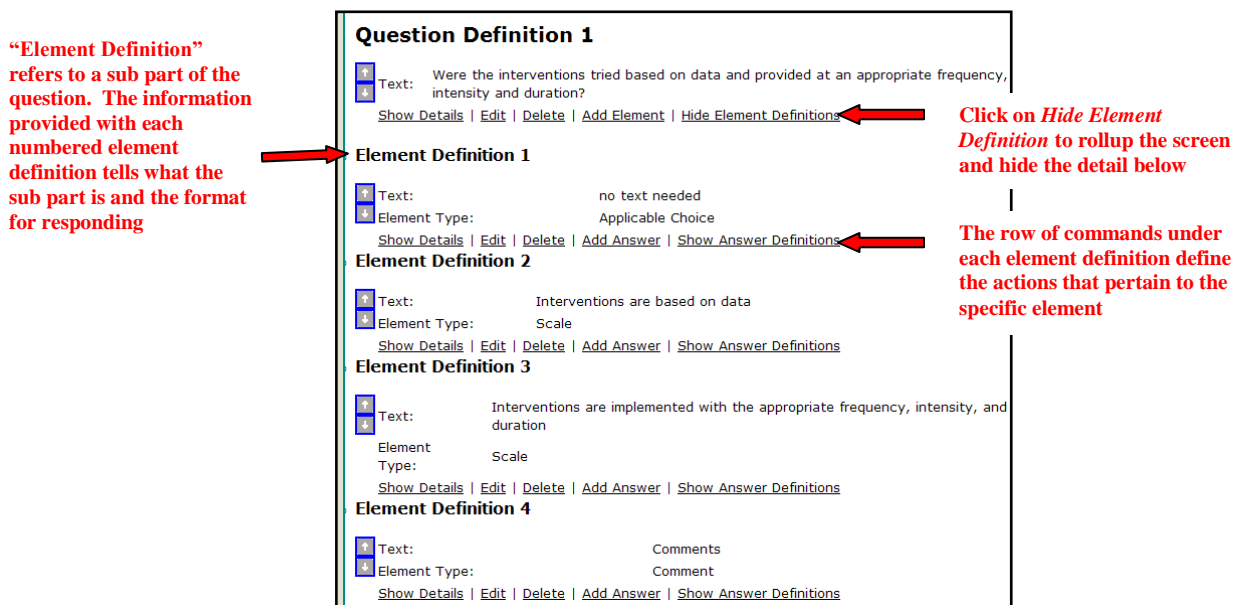 “Element Definition”
refers to a sub part of the
question. The information
provided with each
numbered element
definition tells what the
sub part is and the format
for responding
Question Definition 1
Text: Were the interventions tried based on data and provided at an appropriate frequency,
intensity and duration?
Show Details | Edit | Delete | Add Element | Hide Element Definitions
Click on Hide Element
Definition to rollup the screen
and hide the detail below
Element Definition 1
Text: no text needed
Element Type: Applicable Choice
Show Details | Edit | Delete | Add Answer | Show Answer Definitions
The row of commands under
each element definition define
the actions that pertain to the
specific element
Element Definition 2
Text: Interventions are based on data
Element Type: Scale
Show Details | Edit | Delete | Add Answer | Show Answer Definitions
Element Definition 3
Text: Interventions are implemented with the appropriate frequency, intensity, and
duration
Element
Type: Scale
Show Details | Edit | Delete | Add Answer | Show Answer Definitions
Element Definition 4
Text: Comments
Element Type: Comment
Show Details | Edit | Delete | Add Answer | Show Answer Definitions